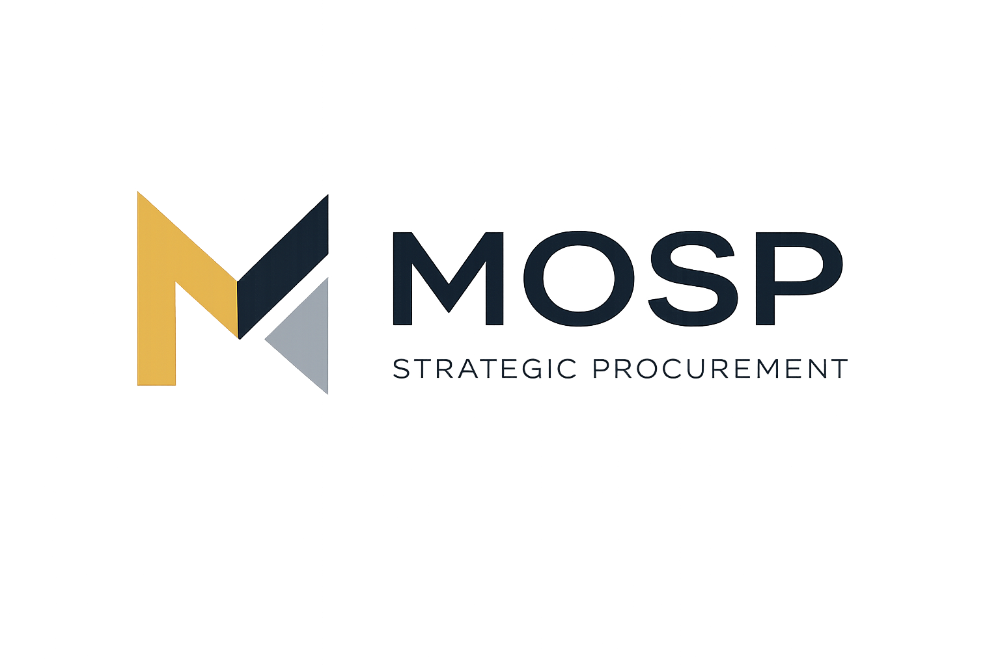 MOSP
STRATEGIC PROCUREMENT